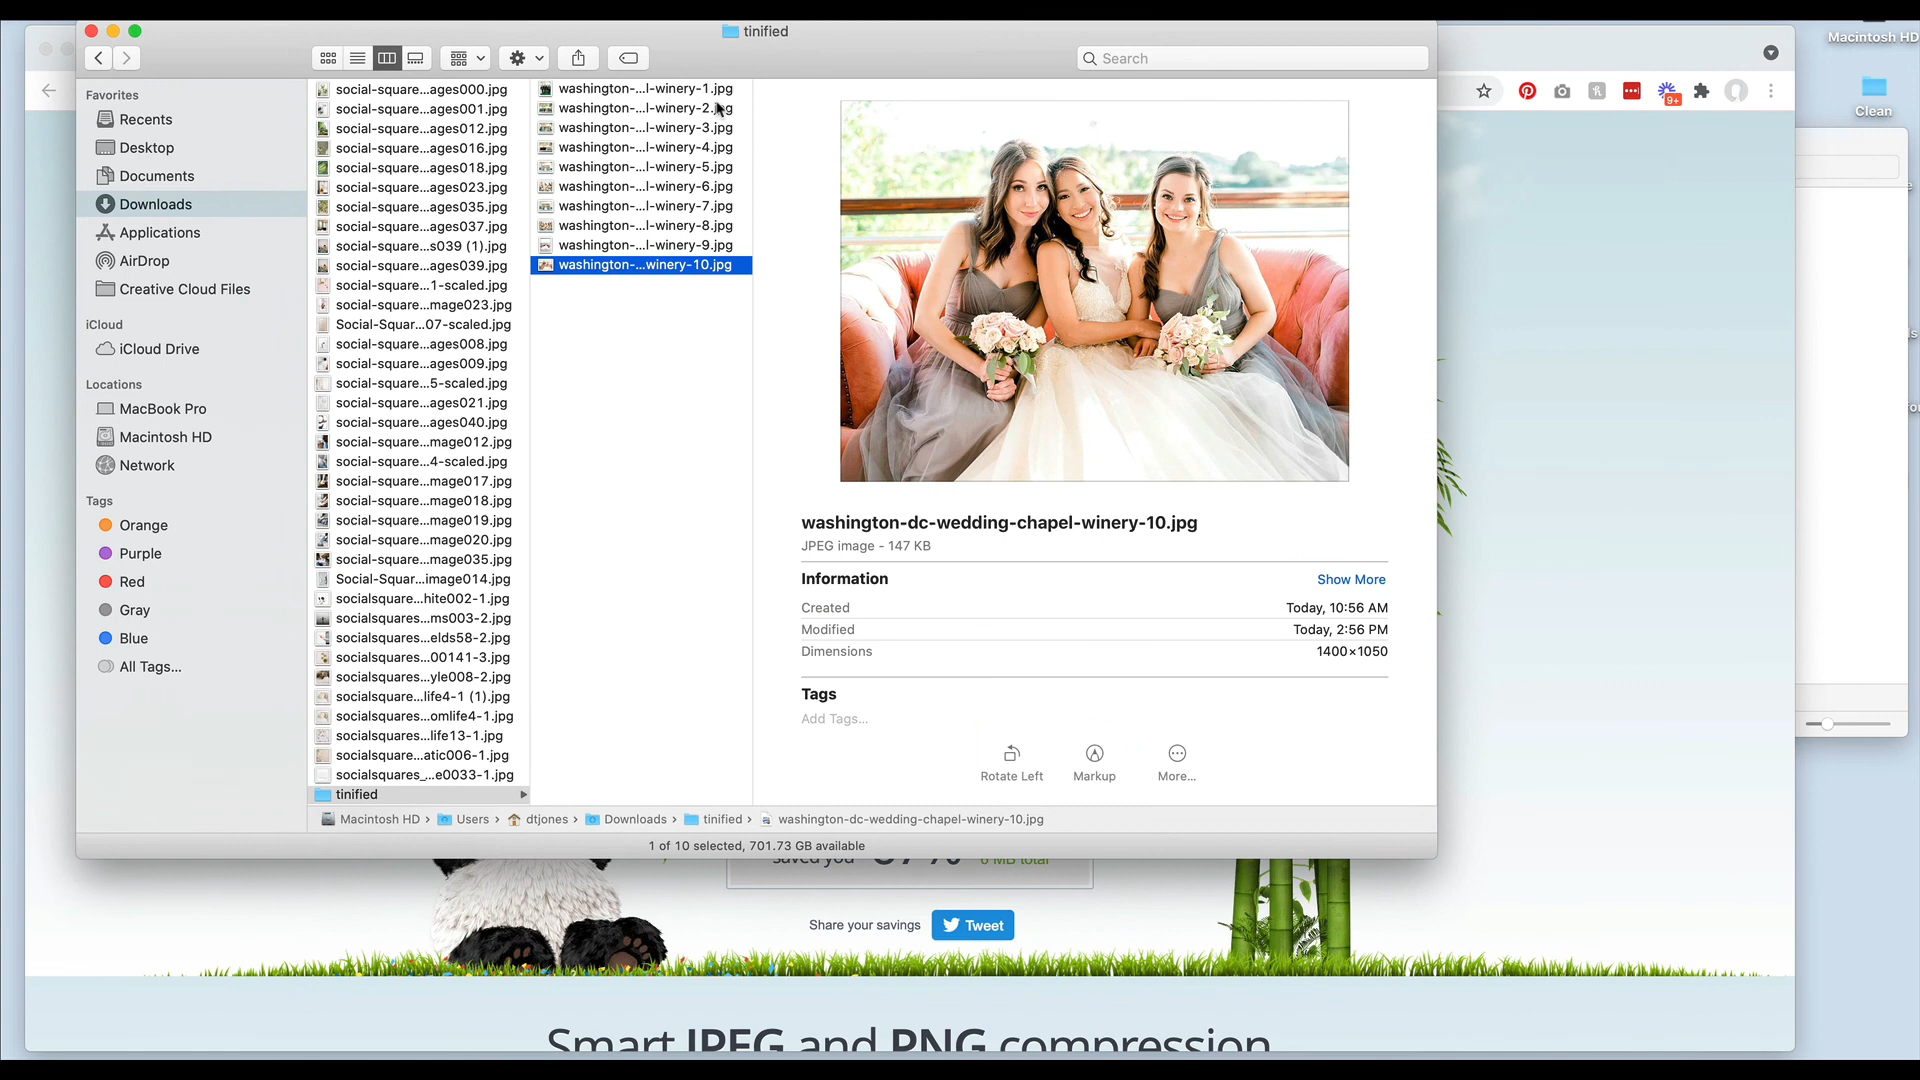 tinified
Search
Macintosh HD
Clean
9+
Favorites
Recents
Desktop
Documents
Downloads
Applications
AirDrop
Creative Cloud Files
iCloud
iCloud Drive
Locations
MacBook Pro
Macintosh HD
Network
Tags
Orange
Purple
Red
Gray
Blue
All Tags...
social-square...ages000.jpg
social-square...ages001.jpg
social-square...ages012.jpg
social-square...ages016.jpg
social-square...ages018.jpg
social-square...ages023.jpg
social-square...ages035.jpg
social-square...ages037.jpg
social-square...s039 (1).jpg
social-square...ages039.jpg
social-square...1-scaled.jpg
social-square...mage023.jpg
Social-Squar...07-scaled.jpg
social-square...ages008.jpg
social-square...ages009.jpg
social-square...5-scaled.jpg
social-square...ages021.jpg
social-square...ages040.jpg
social-square...mage012.jpg
social-square...4-scaled.jpg
social-square...mage017.jpg
social-square...mage018.jpg
social-square...mage019.jpg
social-square...mage020.jpg
social-square...mage035.jpg
Social-Squar...image014.jpg
socialsquare...hite002-1.jpg
socialsquares...ms003-2.jpg
socialsquares...elds58-2.jpg
socialsquares...00141-3.jpg
socialsquares...yle008-2.jpg
socialsquare...life4-1 (1).jpg
socialsquares...omlife4-1.jpg
socialsquares...life13-1.jpg
socialsquare...atic006-1.jpg
socialsquares_...e0033-1.jpg
tinified
washington-...l-winery-1.jpg
washington-...l-winery-2.jpg
washington-...l-winery-3.jpg
washington-...l-winery-4.jpg
washington-...l-winery-5.jpg
washington-...l-winery-6.jpg
washington-...l-winery-7.jpg
washington-...l-winery-8.jpg
washington-...l-winery-9.jpg
washington-...winery-10.jpg
washington-dc-wedding-chapel-winery-10.jpg
JPEG image - 147 KB
Information Show More
Created Today, 10:56 AM
Modified Today, 2:56 PM
Dimensions 1400×1050
Tags
Add Tags...
Rotate Left Markup More...
Macintosh HD › Users › dtjones › Downloads › tinified › washington-dc-wedding-chapel-winery-10.jpg
1 of 10 selected, 701.73 GB available
saved you MB total
Share your savings Tweet
Smart JPEG and PNG compression